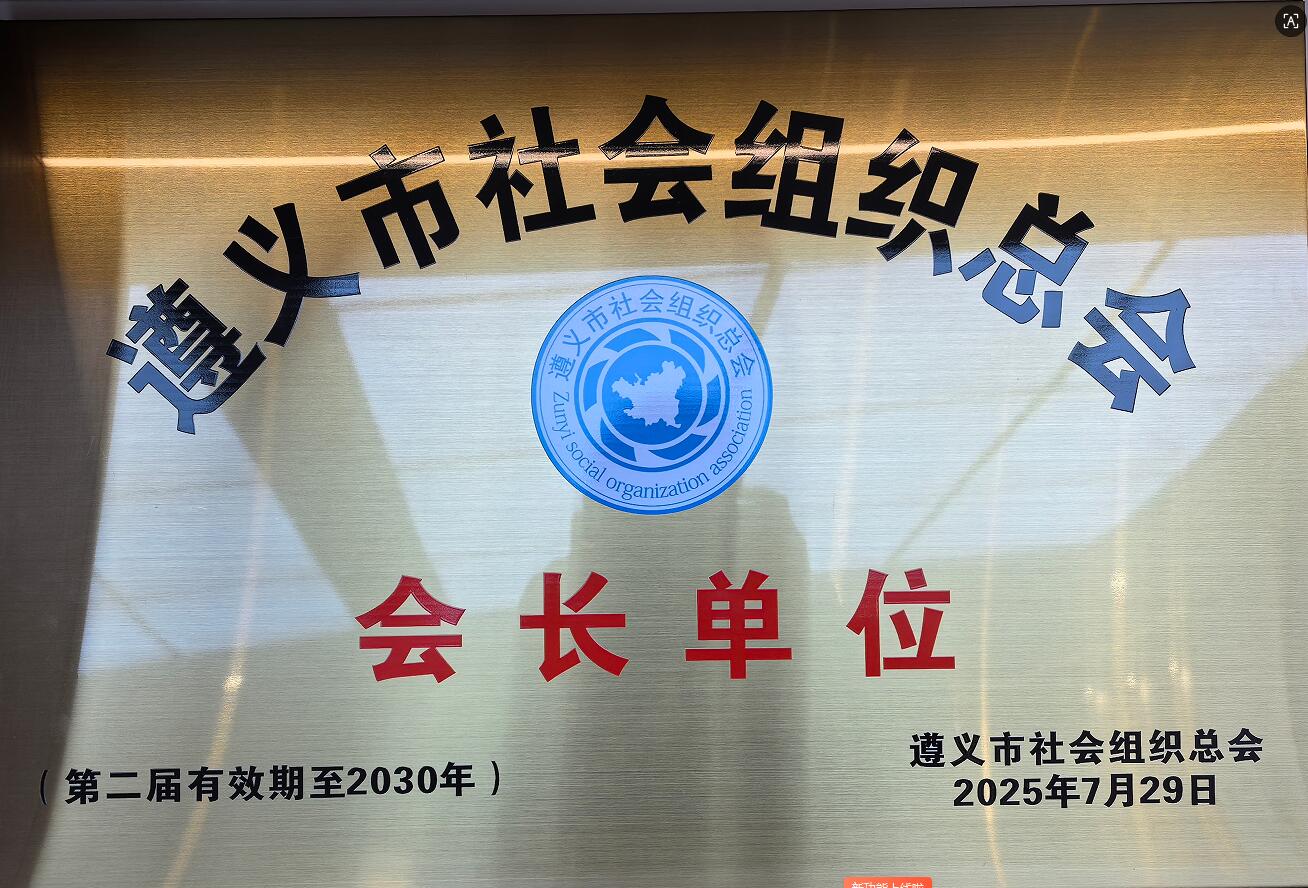 遵义市社会组织总会
遵义市社会组织总会
Zunyi social organization association
会长单位
（第二届有效期至2030年）
遵义市社会组织总会
2025年7月29日